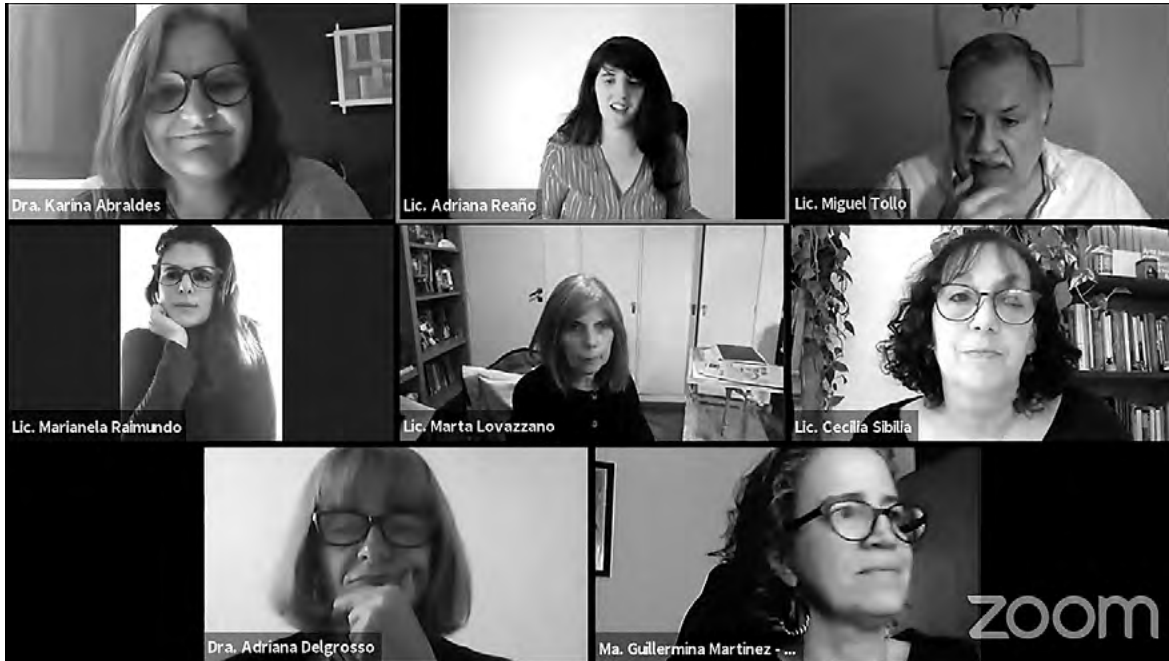 Dra. Karina Abraldes
Lic. Adriana Reaño
Lic. Miguel Tollo
Lic. Marianela Raimundo
Lic. Marta Lovazzano
Lic. Cecilia Sibilia
Dra. Adriana Delgrosso
Ma. Guillermina Martinez - ...
zoom